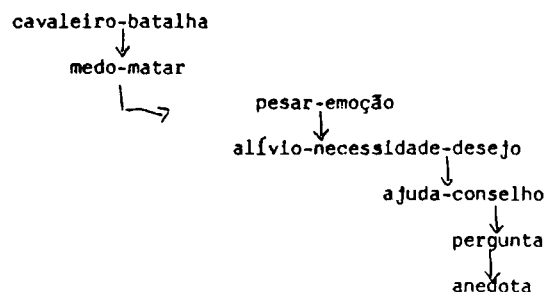 cavaleiro-batalha
medo-matar
pesar-emoção
alívio-necessidade-desejo
ajuda-conselho
pergunta
anedota